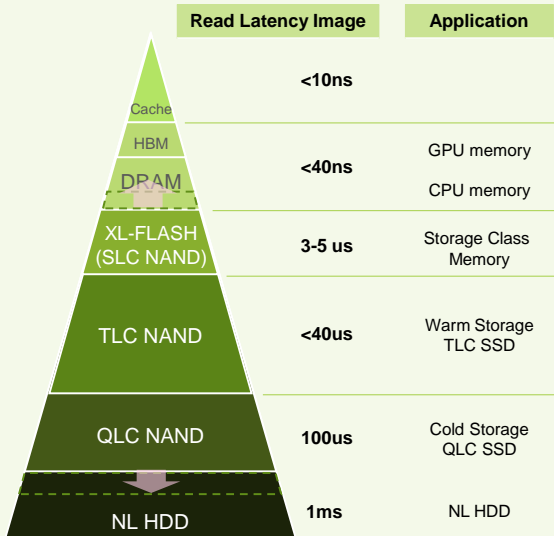 Read Latency Image
Application
Cache
<10ns
HBM
DRAM
<40ns
GPU memory
CPU memory
XL-FLASH
(SLC NAND)
3-5 us
Storage Class
Memory
TLC NAND
<40us
Warm Storage
TLC SSD
QLC NAND
100us
Cold Storage
QLC SSD
NL HDD
1ms
NL HDD